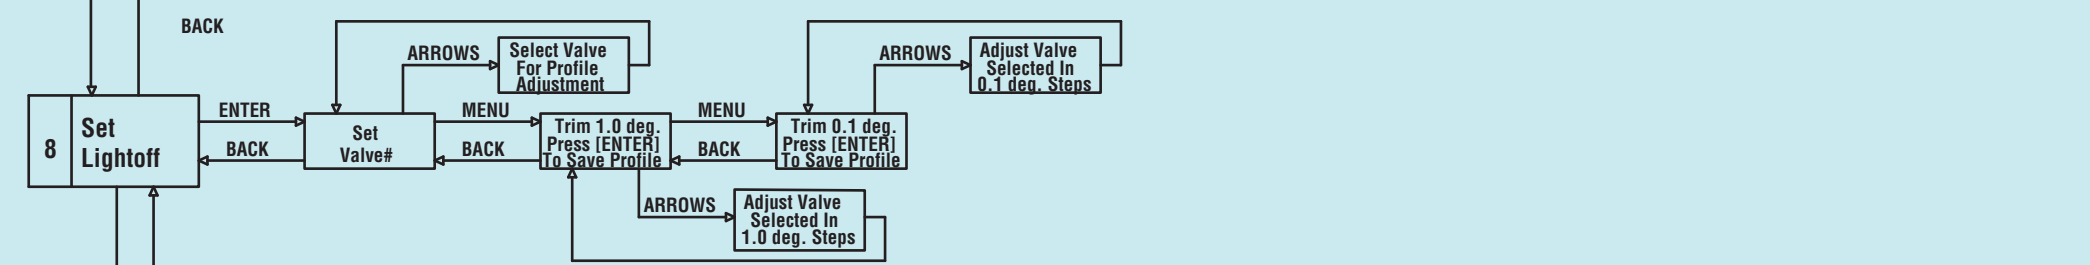 BACK
ARROWS
Select Valve
For Profile
Adjustment
ARROWS
Adjust Valve
Selected In
0.1 deg. Steps
8
Set
Lightoff
ENTER
BACK
Set
Valve#
MENU
BACK
Trim 1.0 deg.
Press [ENTER]
To Save Profile
MENU
BACK
Trim 0.1 deg.
Press [ENTER]
To Save Profile
ARROWS
Adjust Valve
Selected In
1.0 deg. Steps